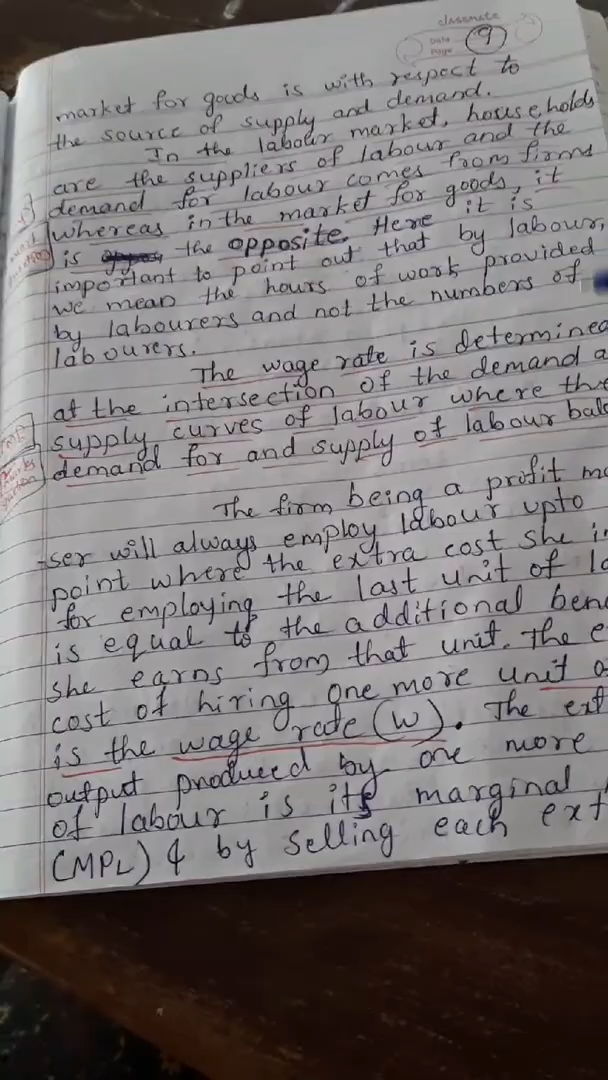 classmate
Date
Page 9
market for goods is with respect to
the source of supply and demand.
In the labour market, households
are the suppliers of labour and the
demand for labour comes from firms
whereas in the market for goods, it
is the opposite. Here it is
important to point out that by labour,
we mean the hours of work provided
by labourers and not the numbers of
labourers.
The wage rate is determined
at the intersection of the demand a
supply curves of labour where the
demand for and supply of labour bala
The firm being a profit ma
-ser will always employ labour upto
point where the extra cost she i
for employing the last unit of la
is equal to the additional ben
she earns from that unit. The e
cost of hiring one more unit o
is the wage rate (w). The ext
output produced by one more
of labour is its marginal
(MPL) & by selling each ext